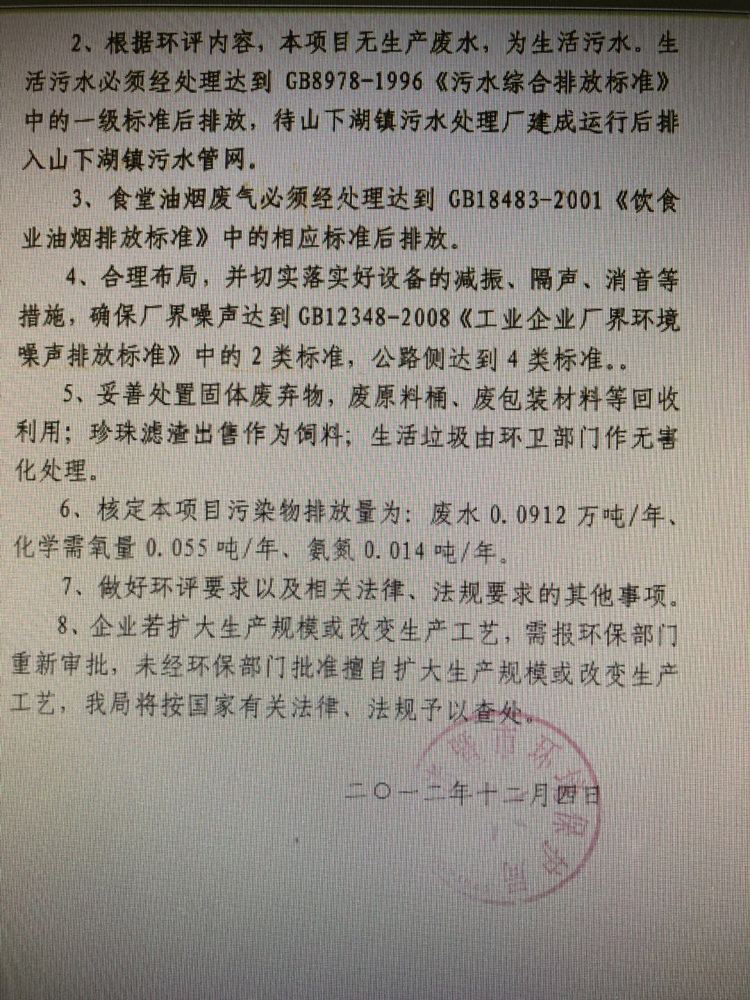 2、根据环评内容，本项目无生产废水，为生活污水。生
活污水必须经处理达到 GB8978-1996《污水综合排放标准》
中的一级标准后排放，待山下湖镇污水处理厂建成运行后排
入山下湖镇污水管网。
3、食堂油烟废气必须经处理达到 GB18483-2001《饮食
业油烟排放标准》中的相应标准后排放。
4、合理布局，并切实落实好设备的减振、隔声、消音等
措施，确保厂界噪声达到GB12348-2008《工业企业厂界环境
噪声排放标准》中的2类标准，公路侧达到4类标准。。
5、妥善处置固体废弃物，废原料桶、废包装材料等回收
利用；珍珠滤渣出售作为饲料；生活垃圾由环卫部门作无害
化处理。
6、核定本项目污染物排放量为：废水0.0912万吨/年、
化学需氧量0.055吨/年、氨氮0.014吨/年。
7、做好环评要求以及相关法律、法规要求的其他事项。
8、企业若扩大生产规模或改变生产工艺，需报环保部门
重新审批，未经环保部门批准擅自扩大生产规模或改变生产
工艺，我局将按国家有关法律、法规予以查处。
二〇一二年十二月四日
市环境保护局